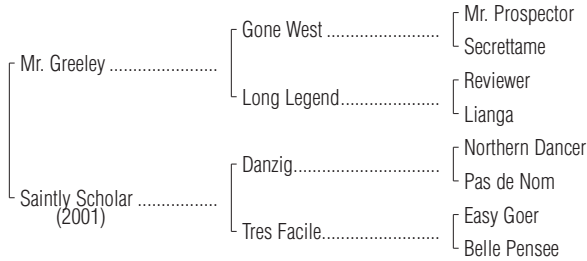 Mr. Prospector
Gone West ......................
Secrettame
Mr. Greeley .....................
Reviewer
Long Legend...................
Lianga
Northern Dancer
Danzig............................
Pas de Nom
Saintly Scholar ...............
(2001)
Easy Goer
Tres Facile.......................
Belle Pensee